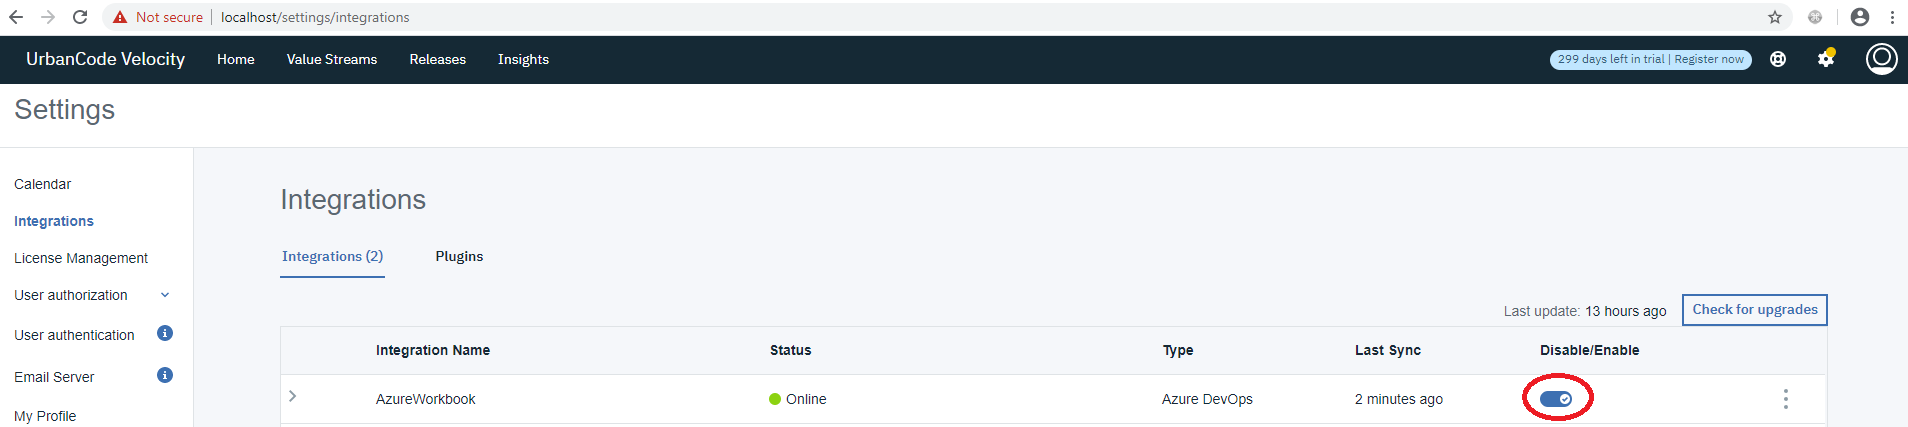 Not secure | localhost/settings/integrations
UrbanCode Velocity Home Value Streams Releases Insights 299 days left in trial | Register now
Settings
Calendar
Integrations
License Management
User authorization
User authentication
Email Server
My Profile
Integrations
Integrations (2) Plugins
Last update: 13 hours ago Check for upgrades
Integration Name Status Type Last Sync Disable/Enable
AzureWorkbook Online Azure DevOps 2 minutes ago